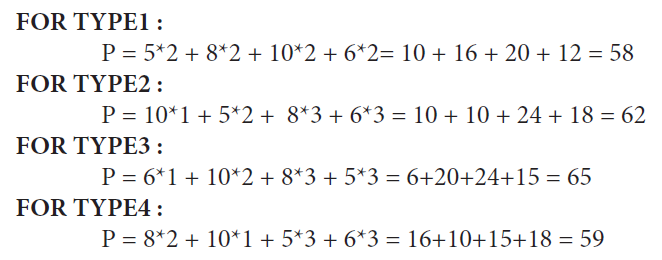 FOR TYPE1 :
P = 5*2 + 8*2 + 10*2 + 6*2= 10 + 16 + 20 + 12 = 58
FOR TYPE2 :
P = 10*1 + 5*2 + 8*3 + 6*3 = 10 + 10 + 24 + 18 = 62
FOR TYPE3 :
P = 6*1 + 10*2 + 8*3 + 5*3 = 6+20+24+15 = 65
FOR TYPE4 :
P = 8*2 + 10*1 + 5*3 + 6*3 = 16+10+15+18 = 59